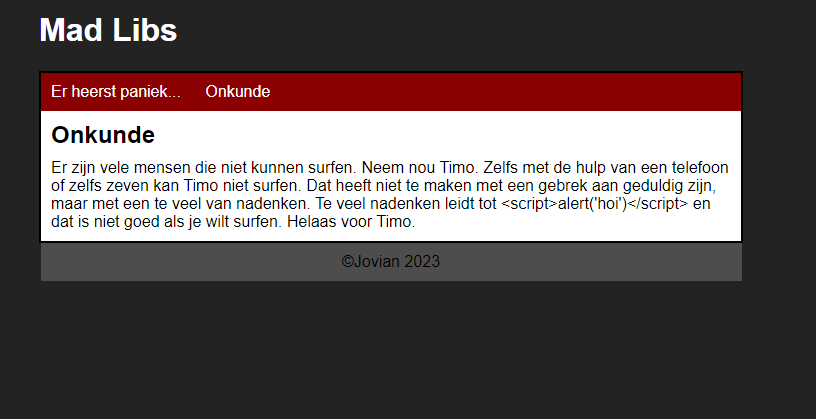 Mad Libs
Er heerst paniek... Onkunde
Onkunde
Er zijn vele mensen die niet kunnen surfen. Neem nou Timo. Zelfs met de hulp van een telefoon
of zelfs zeven kan Timo niet surfen. Dat heeft niet te maken met een gebrek aan geduldig zijn,
maar met een te veel van nadenken. Te veel nadenken leidt tot <script>alert('hoi')</script> en
dat is niet goed als je wilt surfen. Helaas voor Timo.
©Jovian 2023